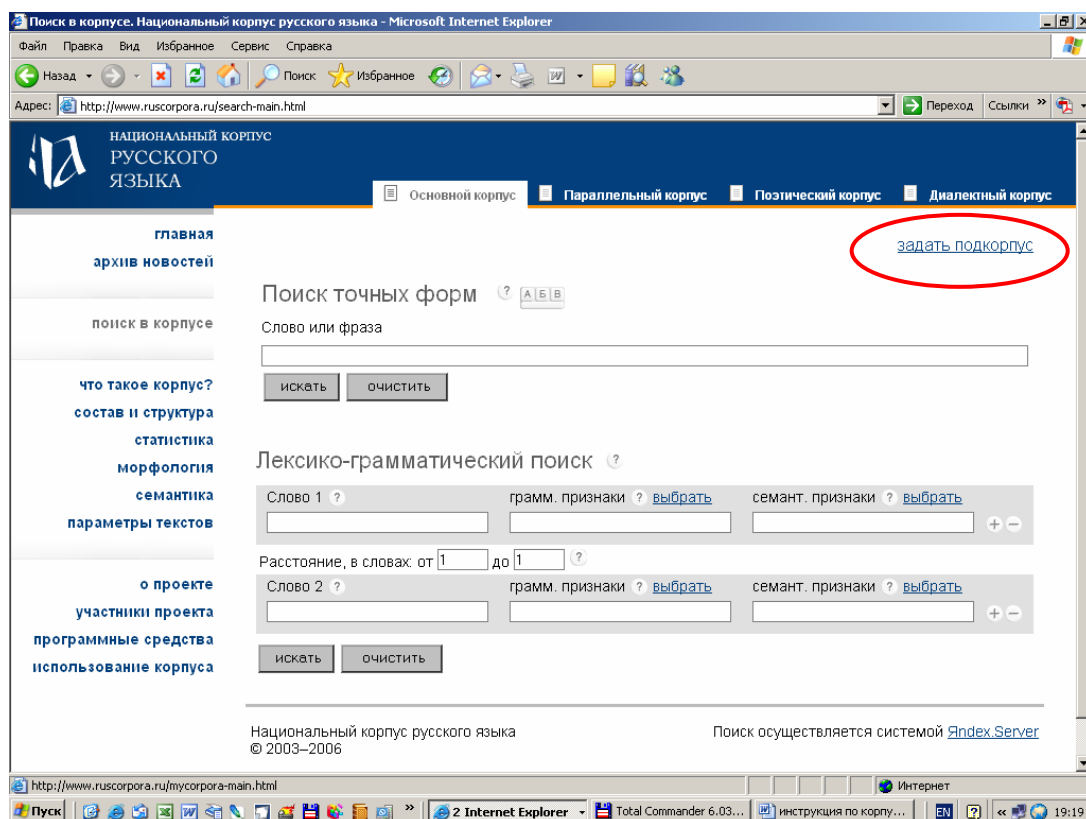 Поиск в корпусе. Национальный корпус русского языка - Microsoft Internet Explorer
Файл Правка Вид Избранное Сервис Справка
Назад Поиск Избранное
Адрес: http://www.ruscorpora.ru/search-main.html Переход Ссылки »
НАЦИОНАЛЬНЫЙ КОРПУС
РУССКОГО
ЯЗЫКА
Основной корпус Параллельный корпус Поэтический корпус Диалектный корпус
главная
архив новостей
поиск в корпусе
что такое корпус?
состав и структура
статистика
морфология
семантика
параметры текстов
о проекте
участники проекта
программные средства
использование корпуса
задать подкорпус
Поиск точных форм ? А Б В
Слово или фраза
искать очистить
Лексико-грамматический поиск ?
Слово 1 ? грамм. признаки ? выбрать семант. признаки ? выбрать
Расстояние, в словах: от 1 до 1 ?
Слово 2 ? грамм. признаки ? выбрать семант. признаки ? выбрать
искать очистить
Национальный корпус русского языка Поиск осуществляется системой Яndex.Server
© 2003–2006
http://www.ruscorpora.ru/mycorpora-main.html Интернет
Пуск » 2 Internet Explorer Total Commander 6.03... инструкция по корпу... EN ? « 19:19